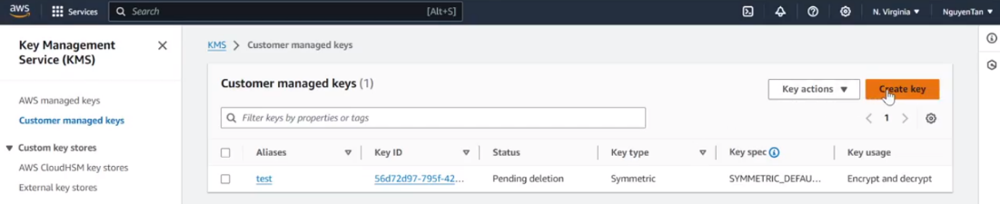 aws Services Search [Alt+S] N. Virginia NguyenTan
Key Management Service (KMS)
AWS managed keys
Customer managed keys
Custom key stores
AWS CloudHSM key stores
External key stores
KMS > Customer managed keys
Customer managed keys (1)
Key actions Create key
Filter keys by properties or tags
1
Aliases Key ID Status Key type Key spec Key usage
test 56d72d97-795f-42... Pending deletion Symmetric SYMMETRIC_DEFAU... Encrypt and decrypt